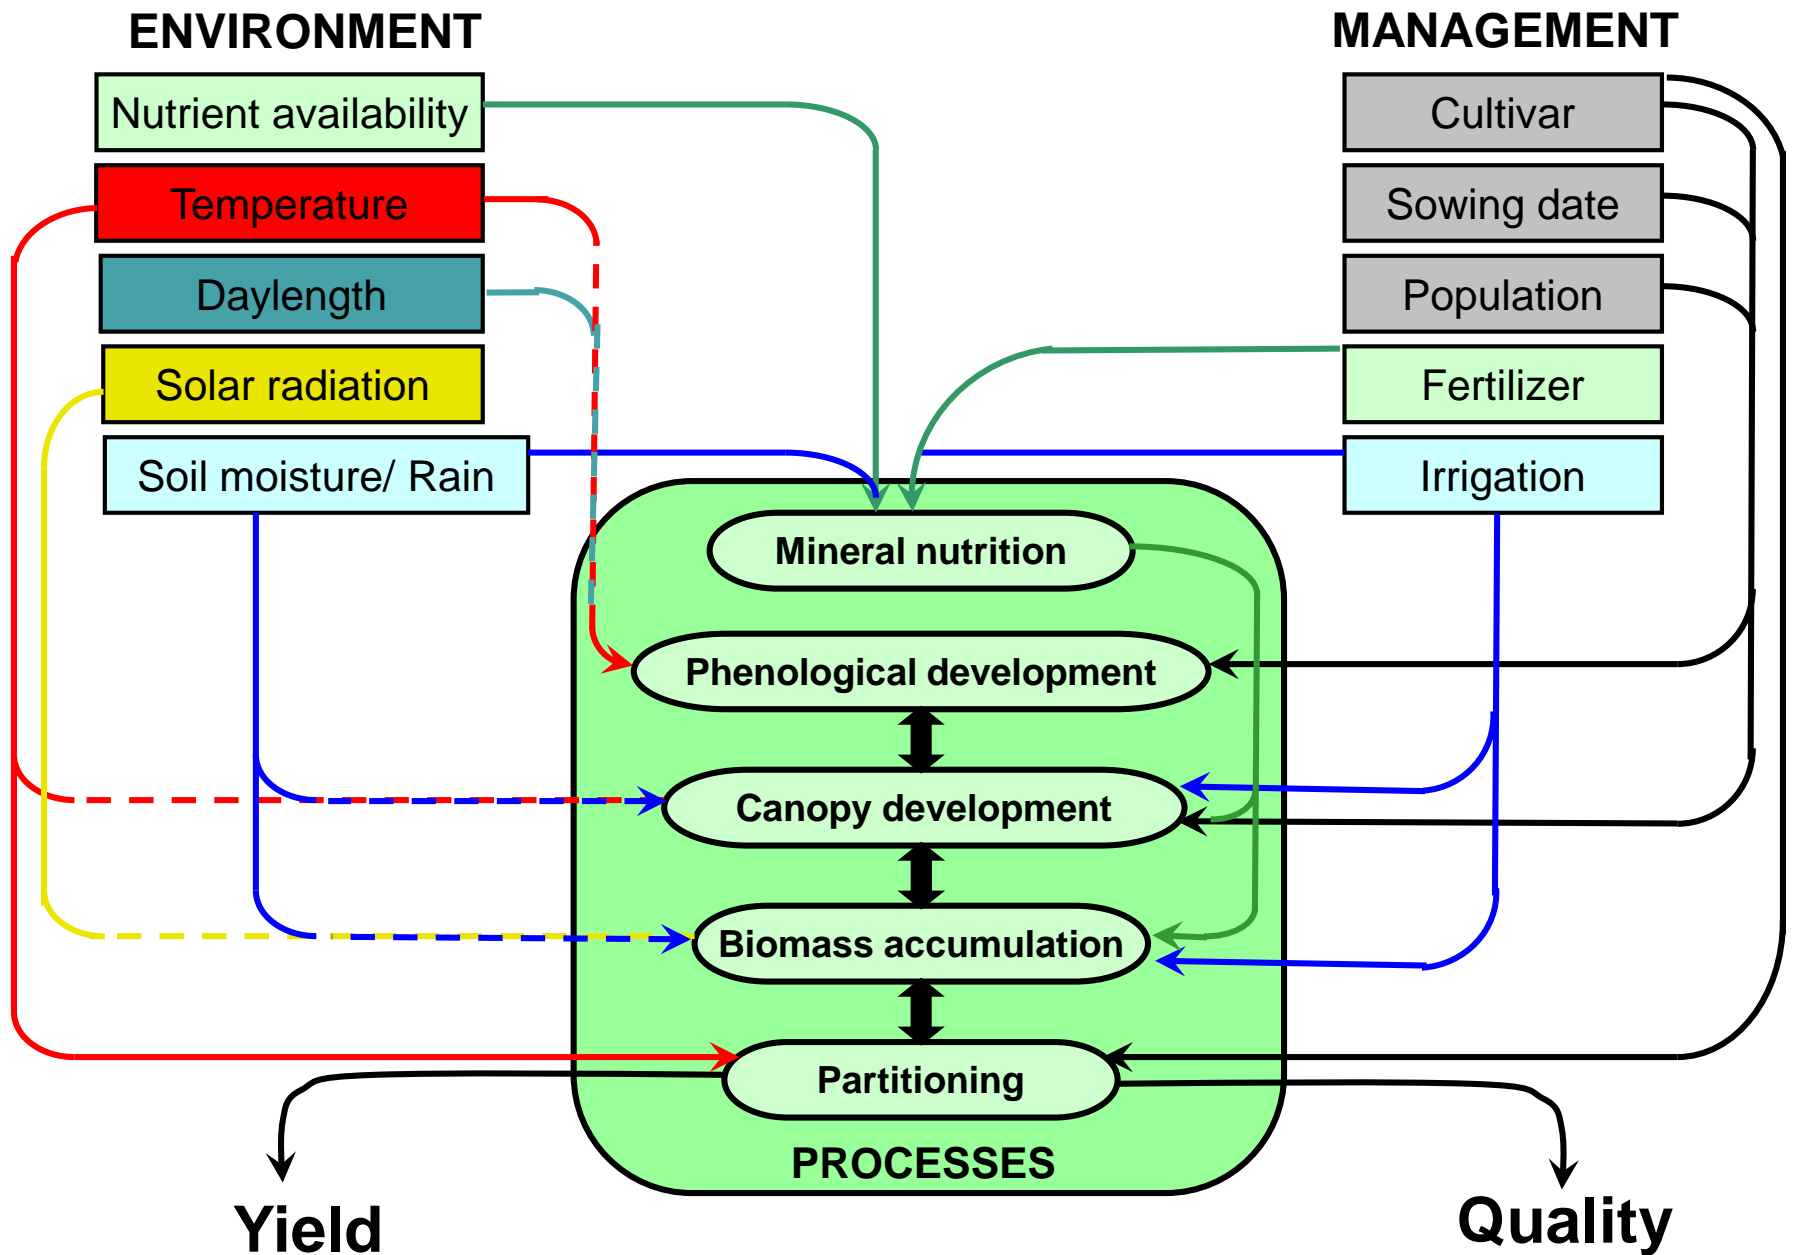 ENVIRONMENT
Nutrient availability
Temperature
Daylength
Solar radiation
Soil moisture/ Rain
MANAGEMENT
Cultivar
Sowing date
Population
Fertilizer
Irrigation
Mineral nutrition
Phenological development
Canopy development
Biomass accumulation
Partitioning
PROCESSES
Yield
Quality